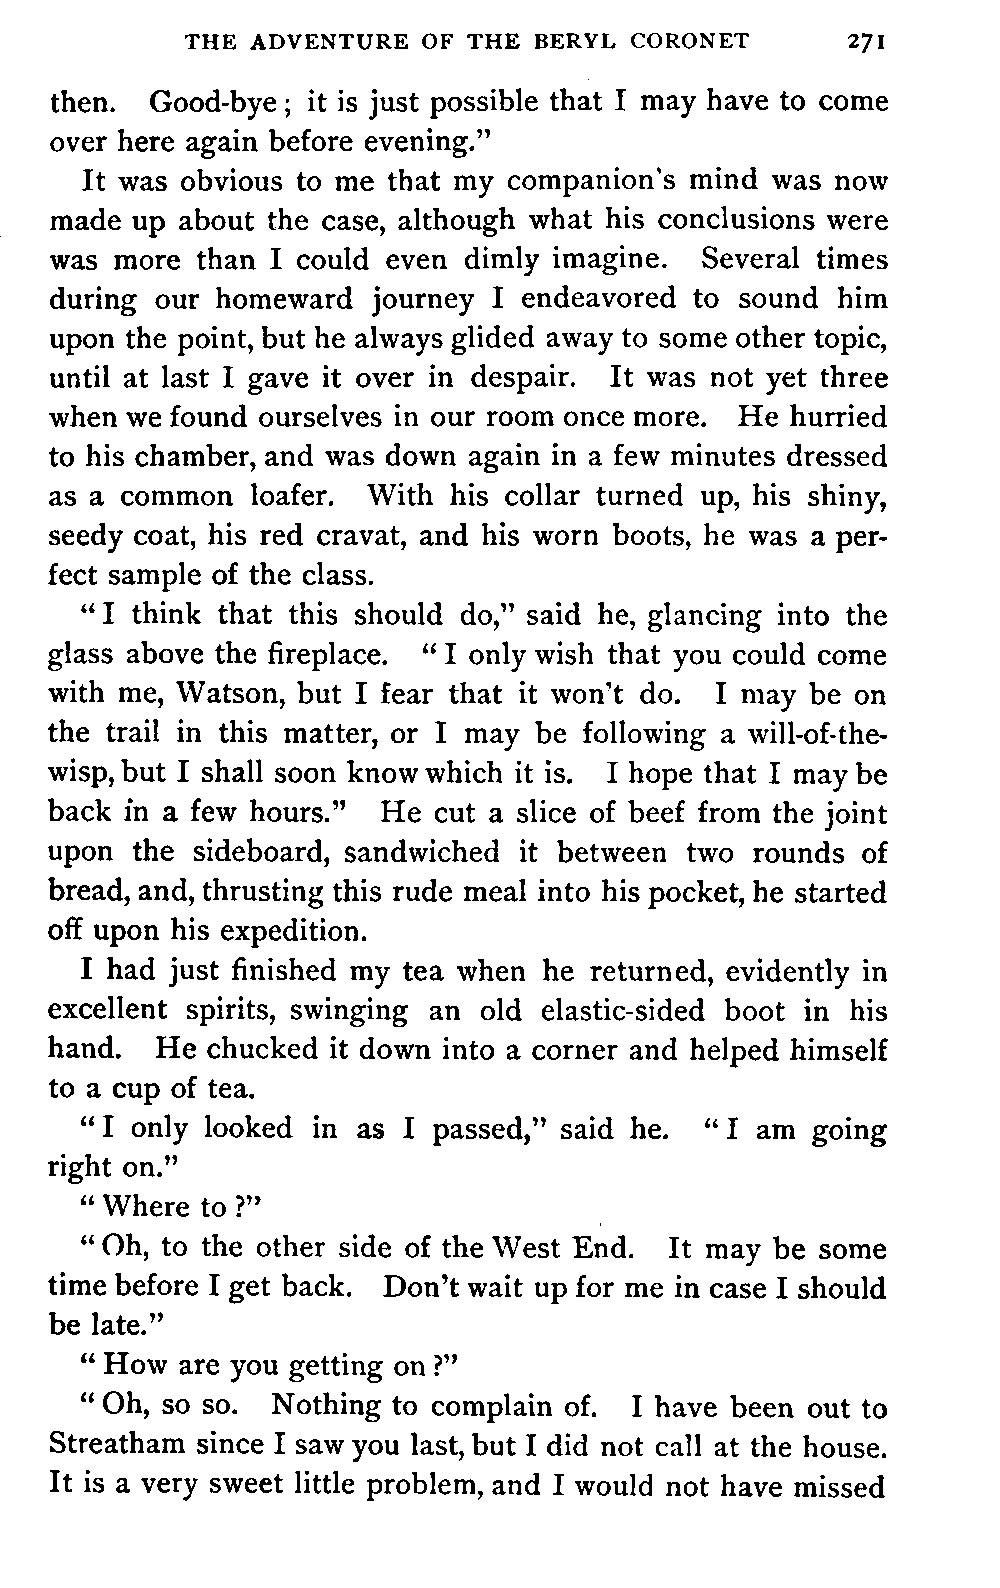 THE ADVENTURE OF THE BERYL CORONET 271
then. Good-bye; it is just possible that I may have to come
over here again before evening."
It was obvious to me that my companion's mind was now
made up about the case, although what his conclusions were
was more than I could even dimly imagine. Several times
during our homeward journey I endeavored to sound him
upon the point, but he always glided away to some other topic,
until at last I gave it over in despair. It was not yet three
when we found ourselves in our room once more. He hurried
to his chamber, and was down again in a few minutes dressed
as a common loafer. With his collar turned up, his shiny,
seedy coat, his red cravat, and his worn boots, he was a per-
fect sample of the class.
"I think that this should do," said he, glancing into the
glass above the fireplace. "I only wish that you could come
with me, Watson, but I fear that it won't do. I may be on
the trail in this matter, or I may be following a will-of-the-
wisp, but I shall soon know which it is. I hope that I may be
back in a few hours." He cut a slice of beef from the joint
upon the sideboard, sandwiched it between two rounds of
bread, and, thrusting this rude meal into his pocket, he started
off upon his expedition.
I had just finished my tea when he returned, evidently in
excellent spirits, swinging an old elastic-sided boot in his
hand. He chucked it down into a corner and helped himself
to a cup of tea.
"I only looked in as I passed," said he. "I am going
right on."
"Where to?"
"Oh, to the other side of the West End. It may be some
time before I get back. Don't wait up for me in case I should
be late."
"How are you getting on?"
"Oh, so so. Nothing to complain of. I have been out to
Streatham since I saw you last, but I did not call at the house.
It is a very sweet little problem, and I would not have missed